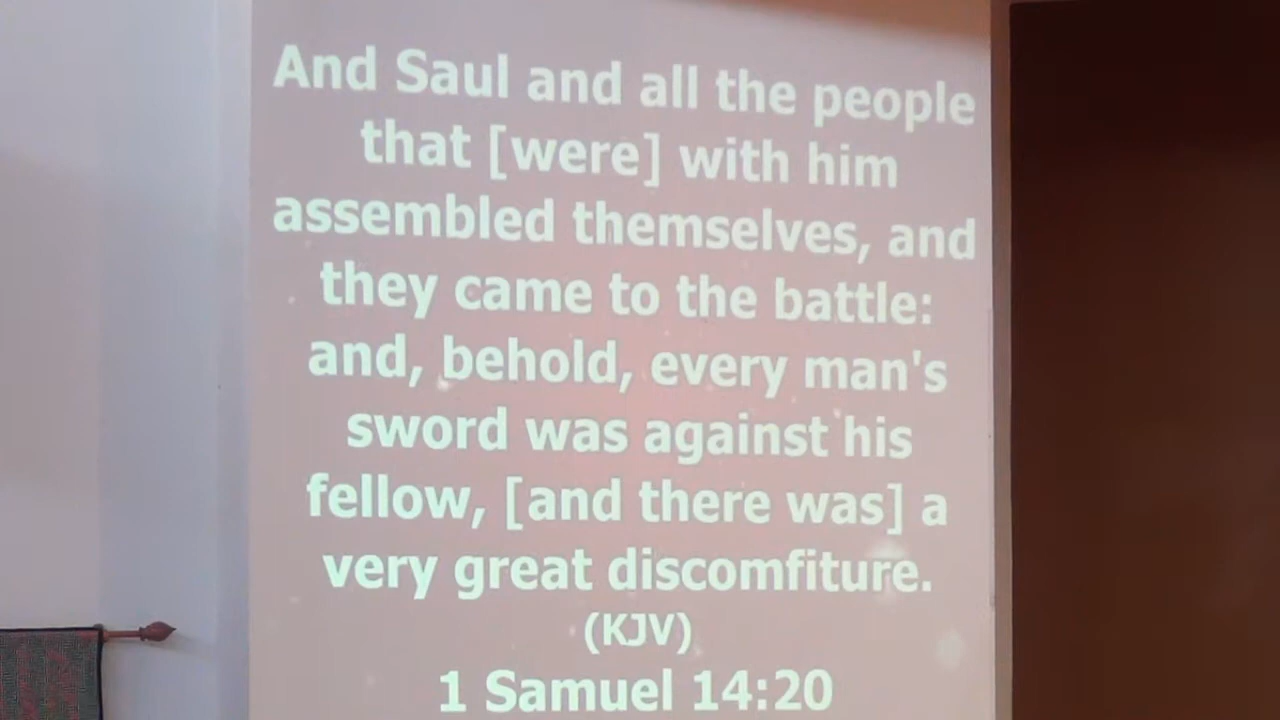 And Saul and all the people
that [were] with him
assembled themselves, and
they came to the battle:
and, behold, every man's
sword was against his
fellow, [and there was] a
very great discomfiture.
(KJV)
1 Samuel 14:20